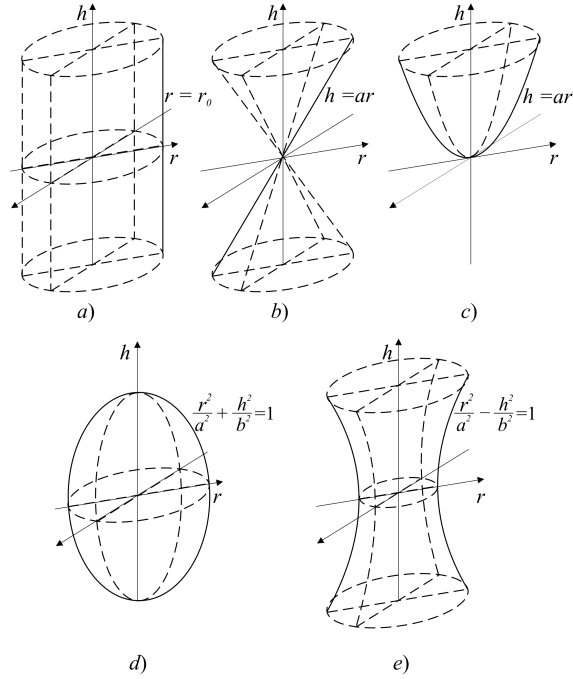 h h h
r = r₀ h =ar h =ar
r r r
a) b) c)
h h
r²/a² + h²/b² =1 r²/a² − h²/b² =1
r r
d) e)